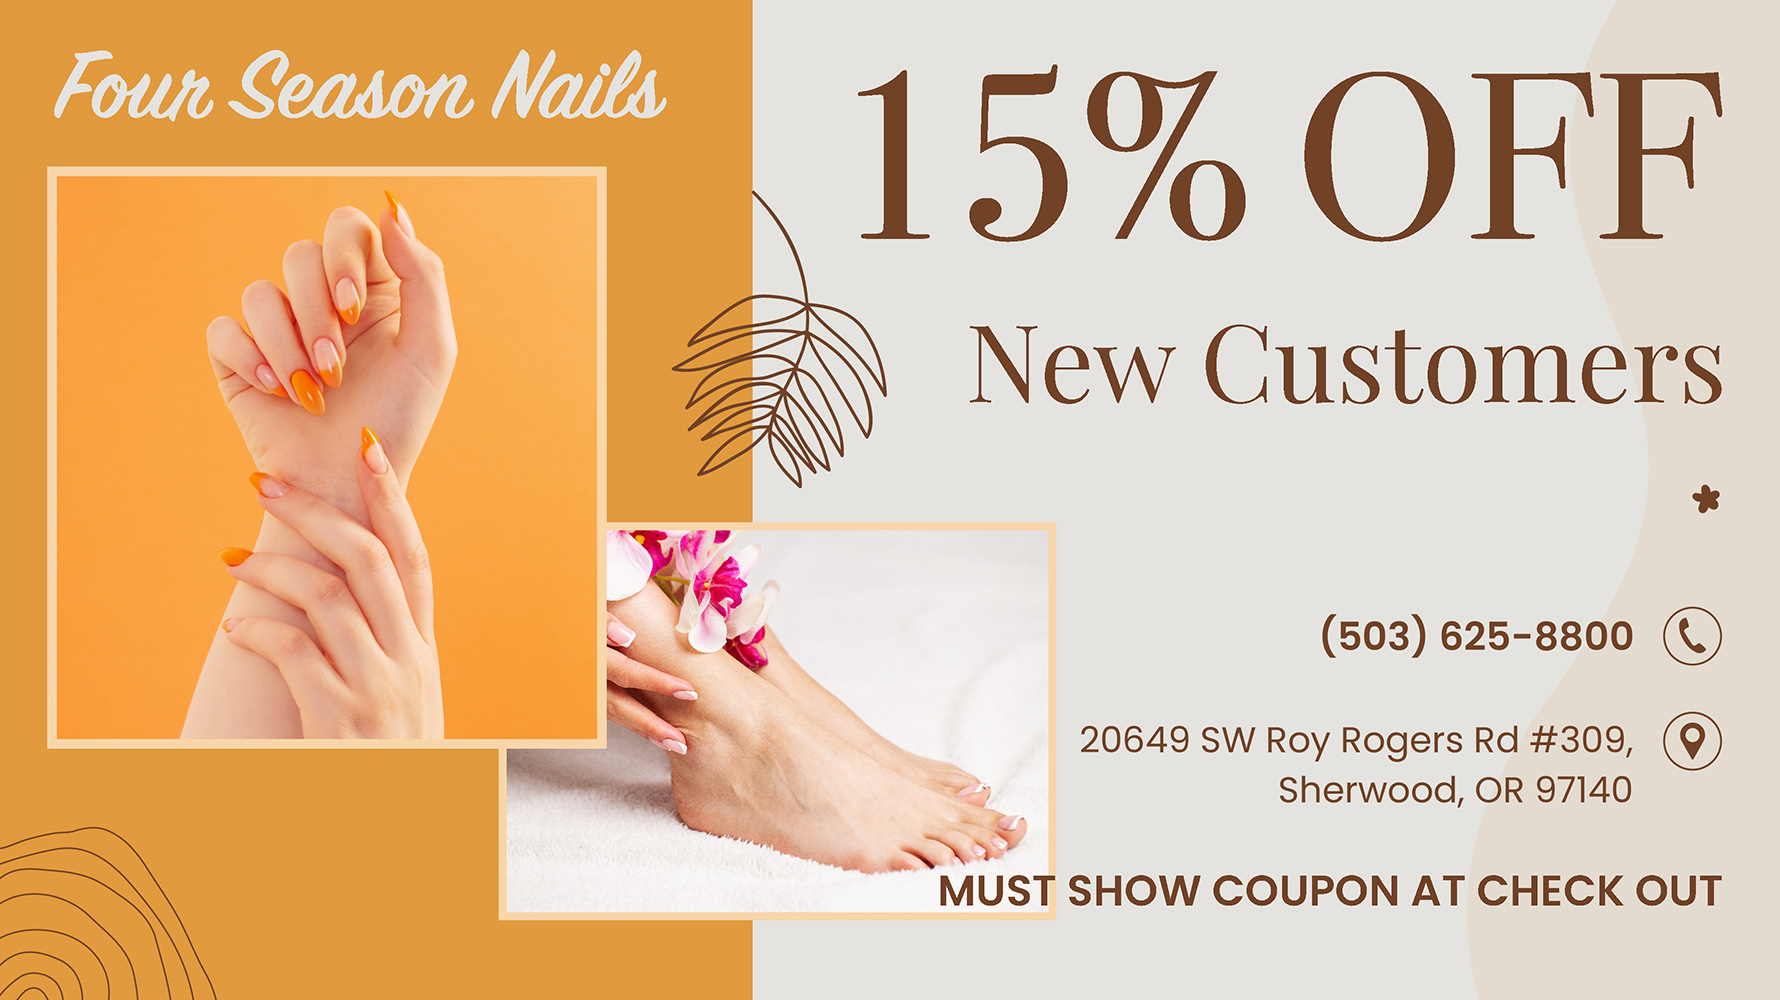 Four Season Nails
15% OFF
New Customers
(503) 625-8800
20649 SW Roy Rogers Rd #309,
Sherwood, OR 97140
MUST SHOW COUPON AT CHECK OUT